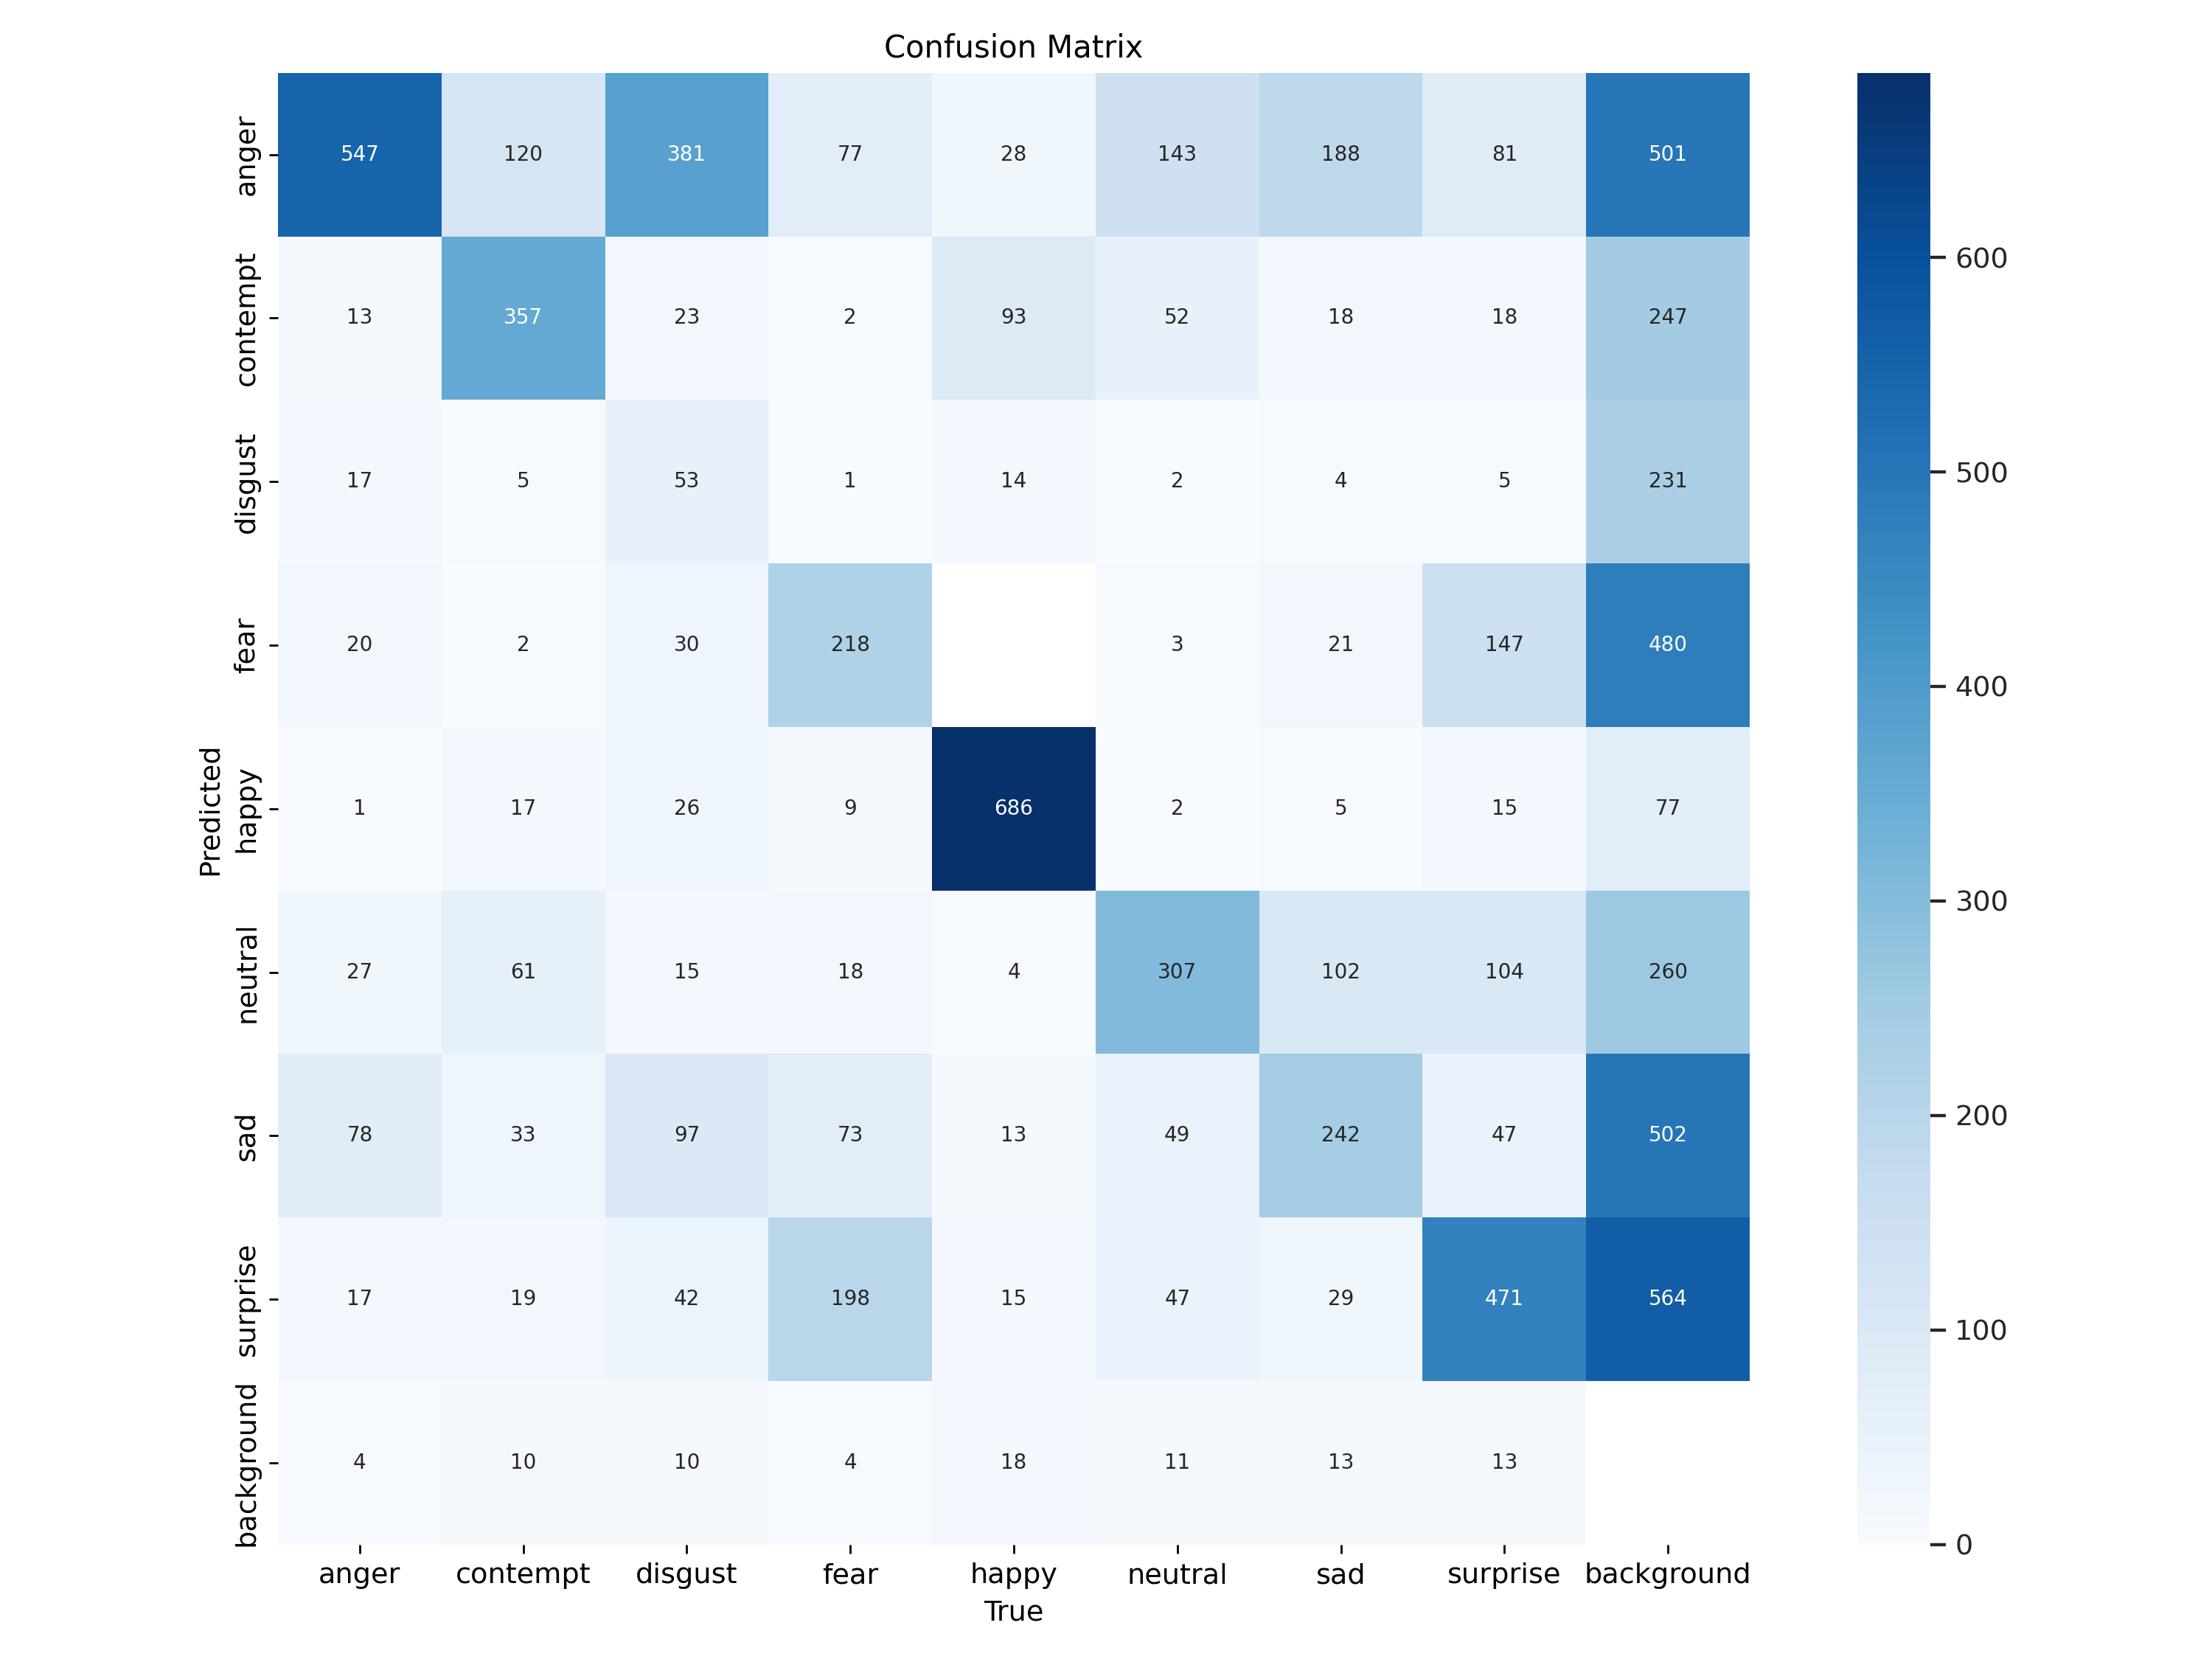 Confusion Matrix
anger 547 120 381 77 28 143 188 81 501
contempt 13 357 23 2 93 52 18 18 247
disgust 17 5 53 1 14 2 4 5 231
fear 20 2 30 218 3 21 147 480
happy 1 17 26 9 686 2 5 15 77
neutral 27 61 15 18 4 307 102 104 260
sad 78 33 97 73 13 49 242 47 502
surprise 17 19 42 198 15 47 29 471 564
background 4 10 10 4 18 11 13 13
Predicted
anger contempt disgust fear happy neutral sad surprise background
True
600
500
400
300
200
100
0